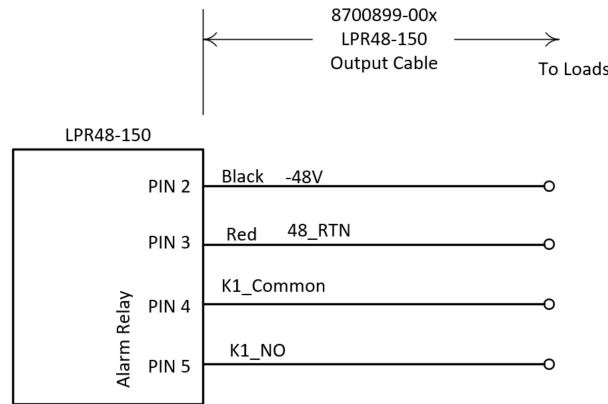 8700899-00x
LPR48-150
Output Cable
To Loads
LPR48-150
PIN 2 Black -48V
PIN 3 Red 48_RTN
Alarm Relay
PIN 4 K1_Common
PIN 5 K1_NO